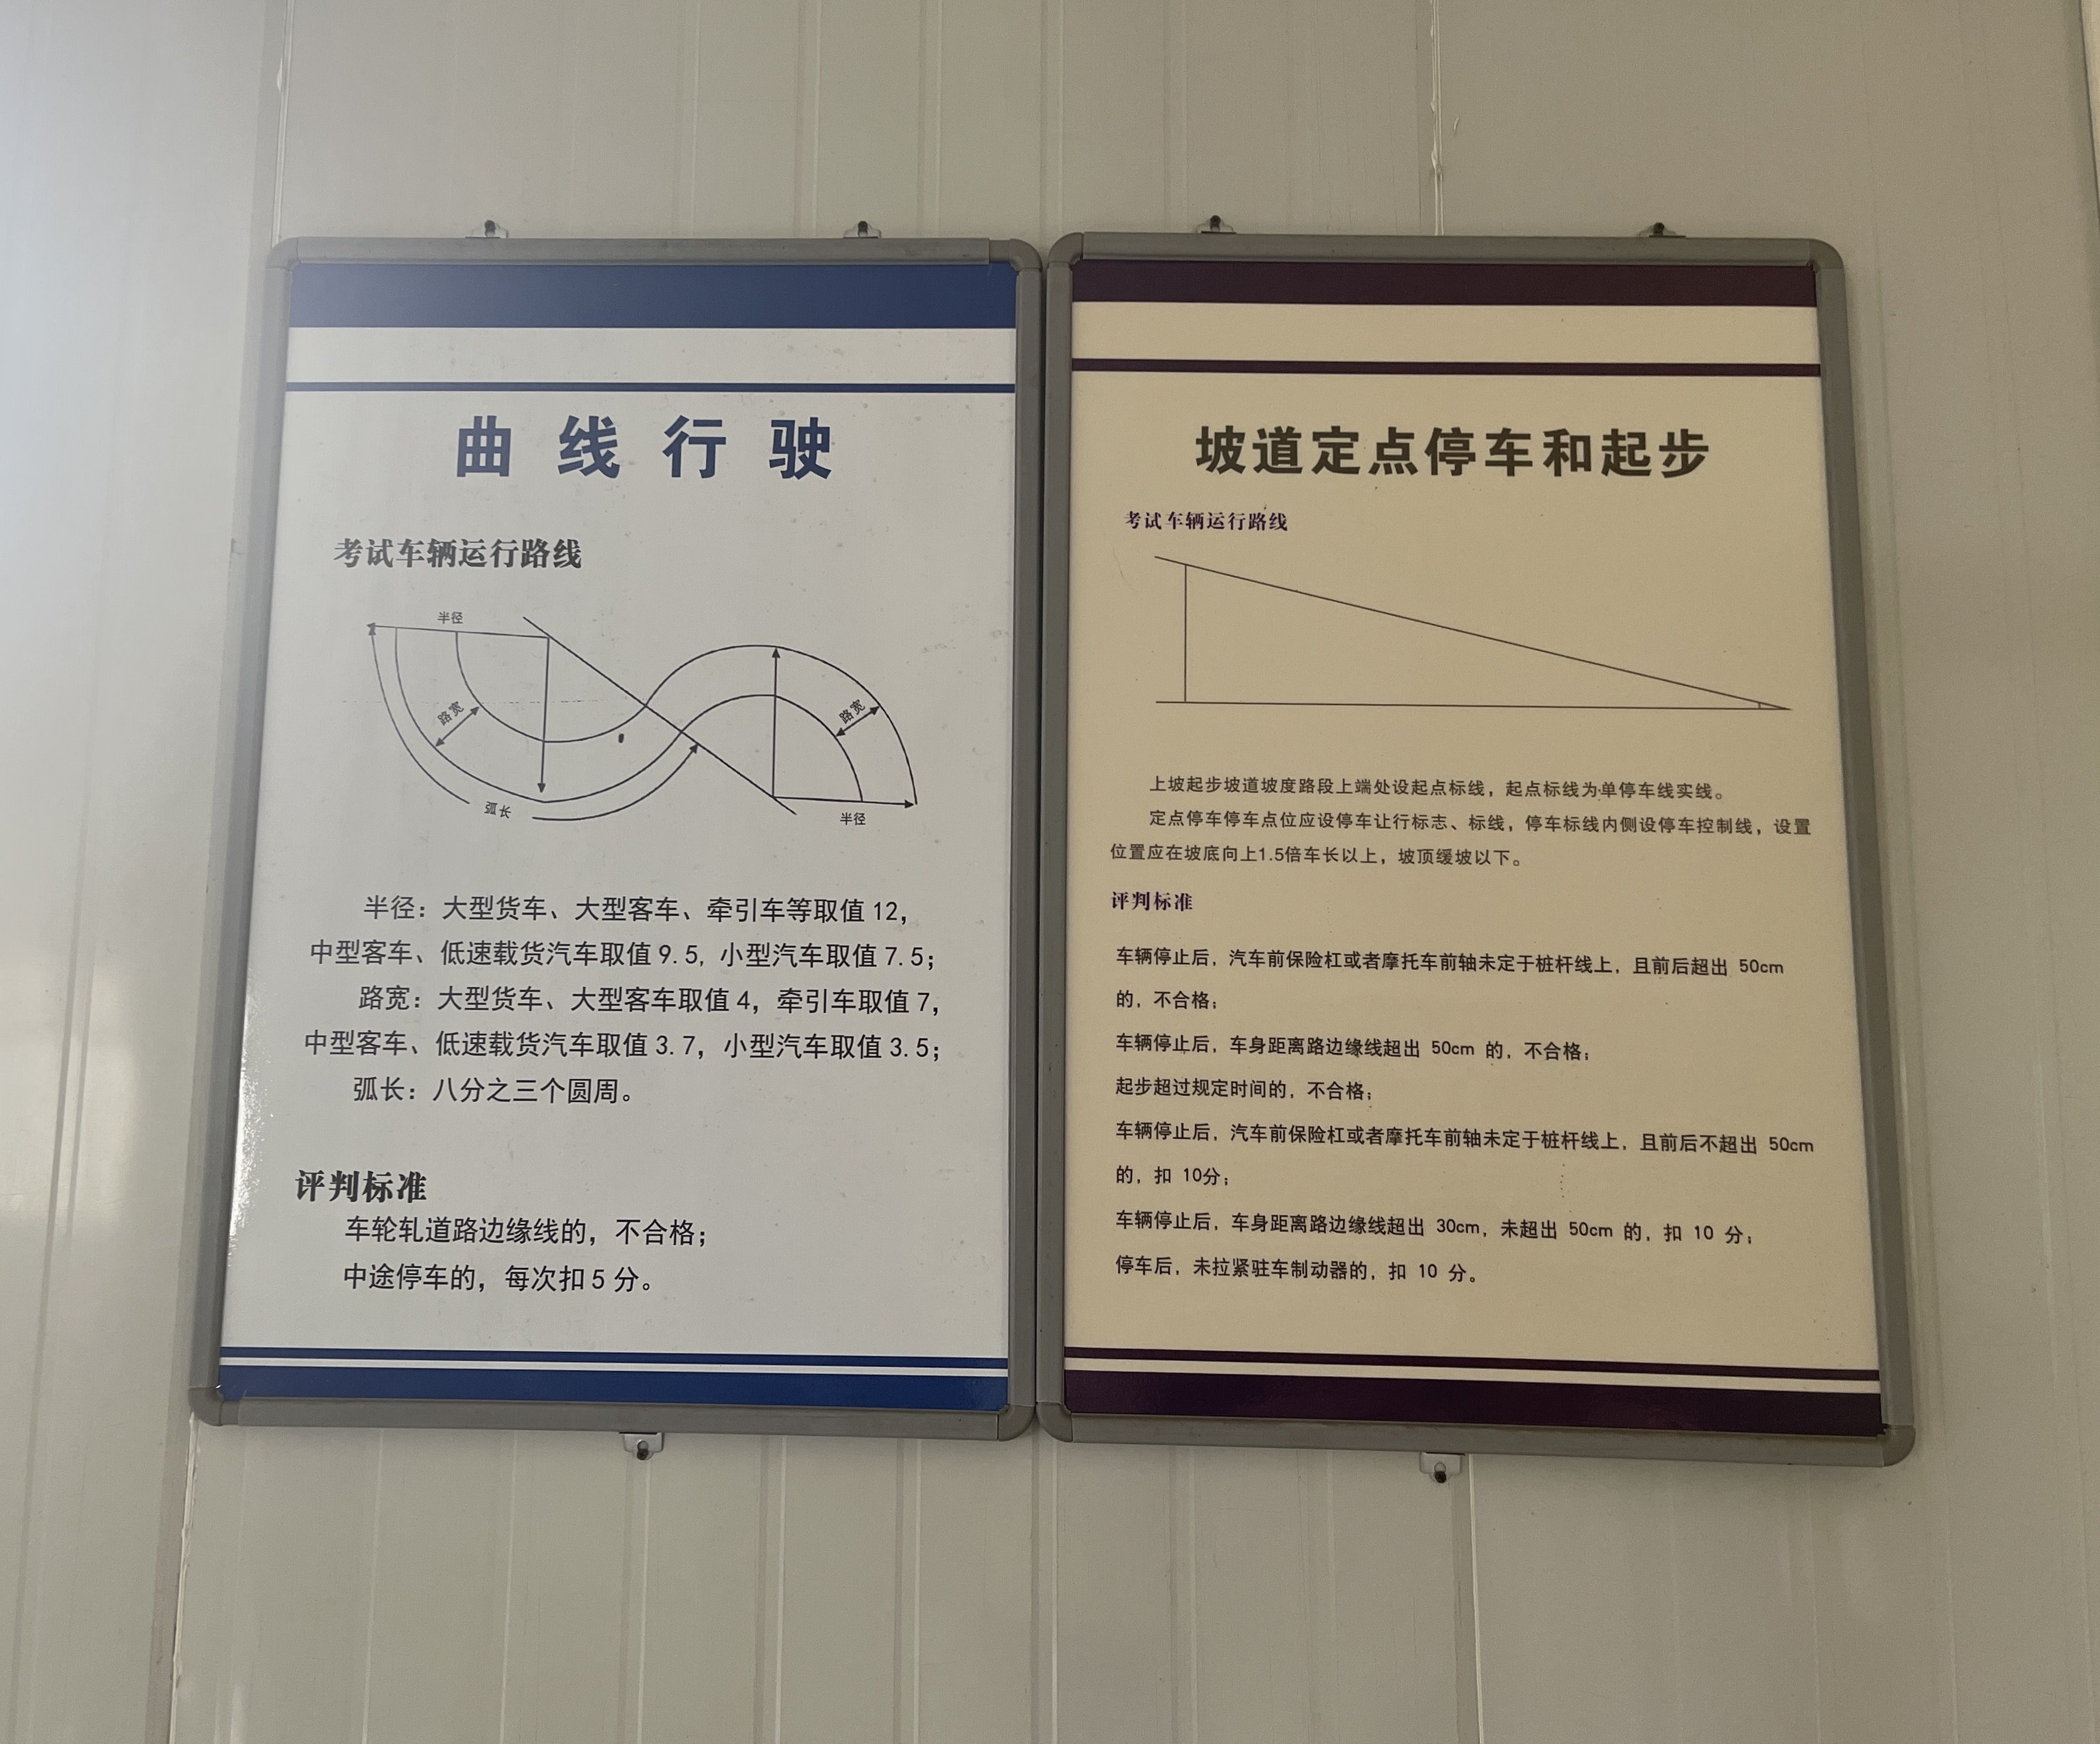 曲线行驶
考试车辆运行路线
半径
路宽
路宽
弧长
半径
半径：大型货车、大型客车、牵引车等取值12，
中型客车、低速载货汽车取值9.5，小型汽车取值7.5；
路宽：大型货车、大型客车取值4，牵引车取值7，
中型客车、低速载货汽车取值3.7，小型汽车取值3.5；
弧长：八分之三个圆周。
评判标准
车轮轧道路边缘线的，不合格；
中途停车的，每次扣5分。
坡道定点停车和起步
考试车辆运行路线
上坡起步坡道坡度路段上端处设起点标线，起点标线为单停车线实线。
定点停车停车点位应设停车让行标志、标线，停车标线内侧设停车控制线，设置
位置应在坡底向上1.5倍车长以上，坡顶缓坡以下。
评判标准
车辆停止后，汽车前保险杠或者摩托车前轴未定于桩杆线上，且前后超出 50cm
的，不合格；
车辆停止后，车身距离路边缘线超出 50cm 的，不合格；
起步超过规定时间的，不合格；
车辆停止后，汽车前保险杠或者摩托车前轴未定于桩杆线上，且前后不超出 50cm
的，扣 10分；
车辆停止后，车身距离路边缘线超出 30cm，未超出 50cm 的，扣 10 分；
停车后，未拉紧驻车制动器的，扣 10 分。